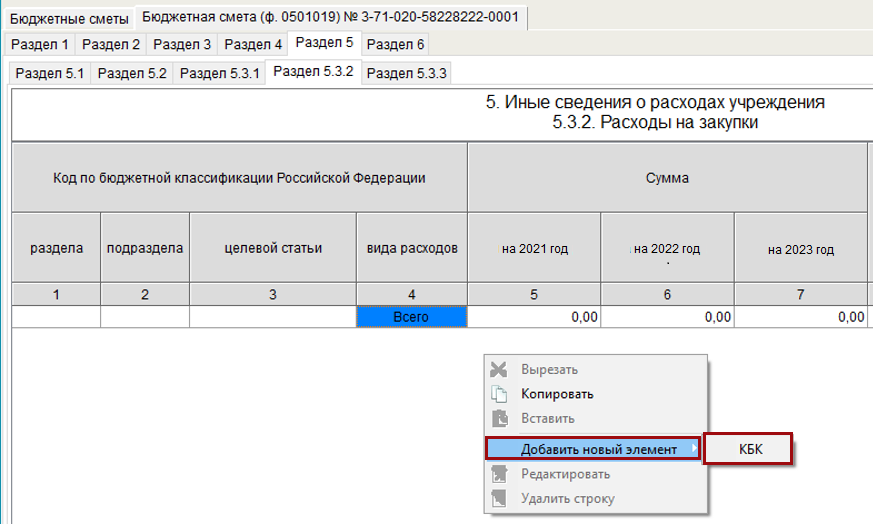 Бюджетные сметы Бюджетная смета (ф. 0501019) № 3-71-020-58228222-0001
Раздел 1 Раздел 2 Раздел 3 Раздел 4 Раздел 5 Раздел 6
Раздел 5.1 Раздел 5.2 Раздел 5.3.1 Раздел 5.3.2 Раздел 5.3.3
5. Иные сведения о расходах учреждения
5.3.2. Расходы на закупки
Код по бюджетной классификации Российской Федерации Сумма
раздела подраздела целевой статьи вида расходов на 2021 год на 2022 год на 2023 год
1 2 3 4 5 6 7
Всего 0,00 0,00 0,00
Вырезать
Копировать
Вставить
Добавить новый элемент КБК
Редактировать
Удалить строку